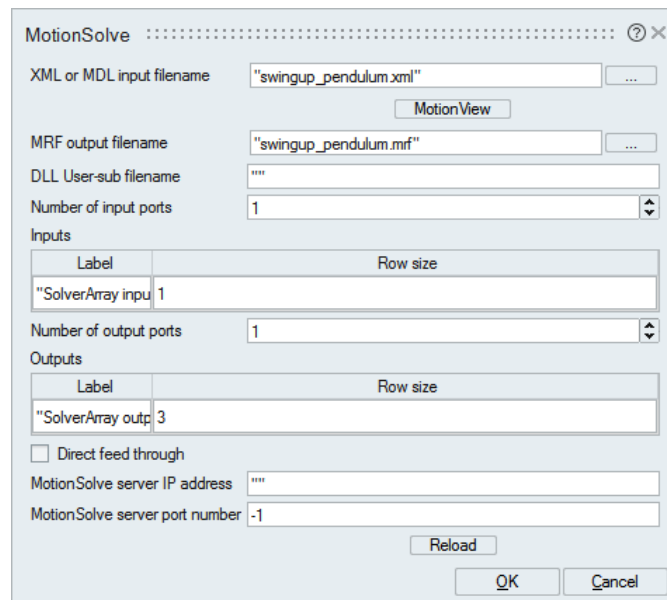 MotionSolve
XML or MDL input filename "swingup_pendulum.xml" ...
MotionView
MRF output filename "swingup_pendulum.mrf" ...
DLL User-sub filename ""
Number of input ports 1
Inputs
Label Row size
"SolverArray inpu 1
Number of output ports 1
Outputs
Label Row size
"SolverArray outp 3
Direct feed through
MotionSolve server IP address ""
MotionSolve server port number -1
Reload
OK Cancel